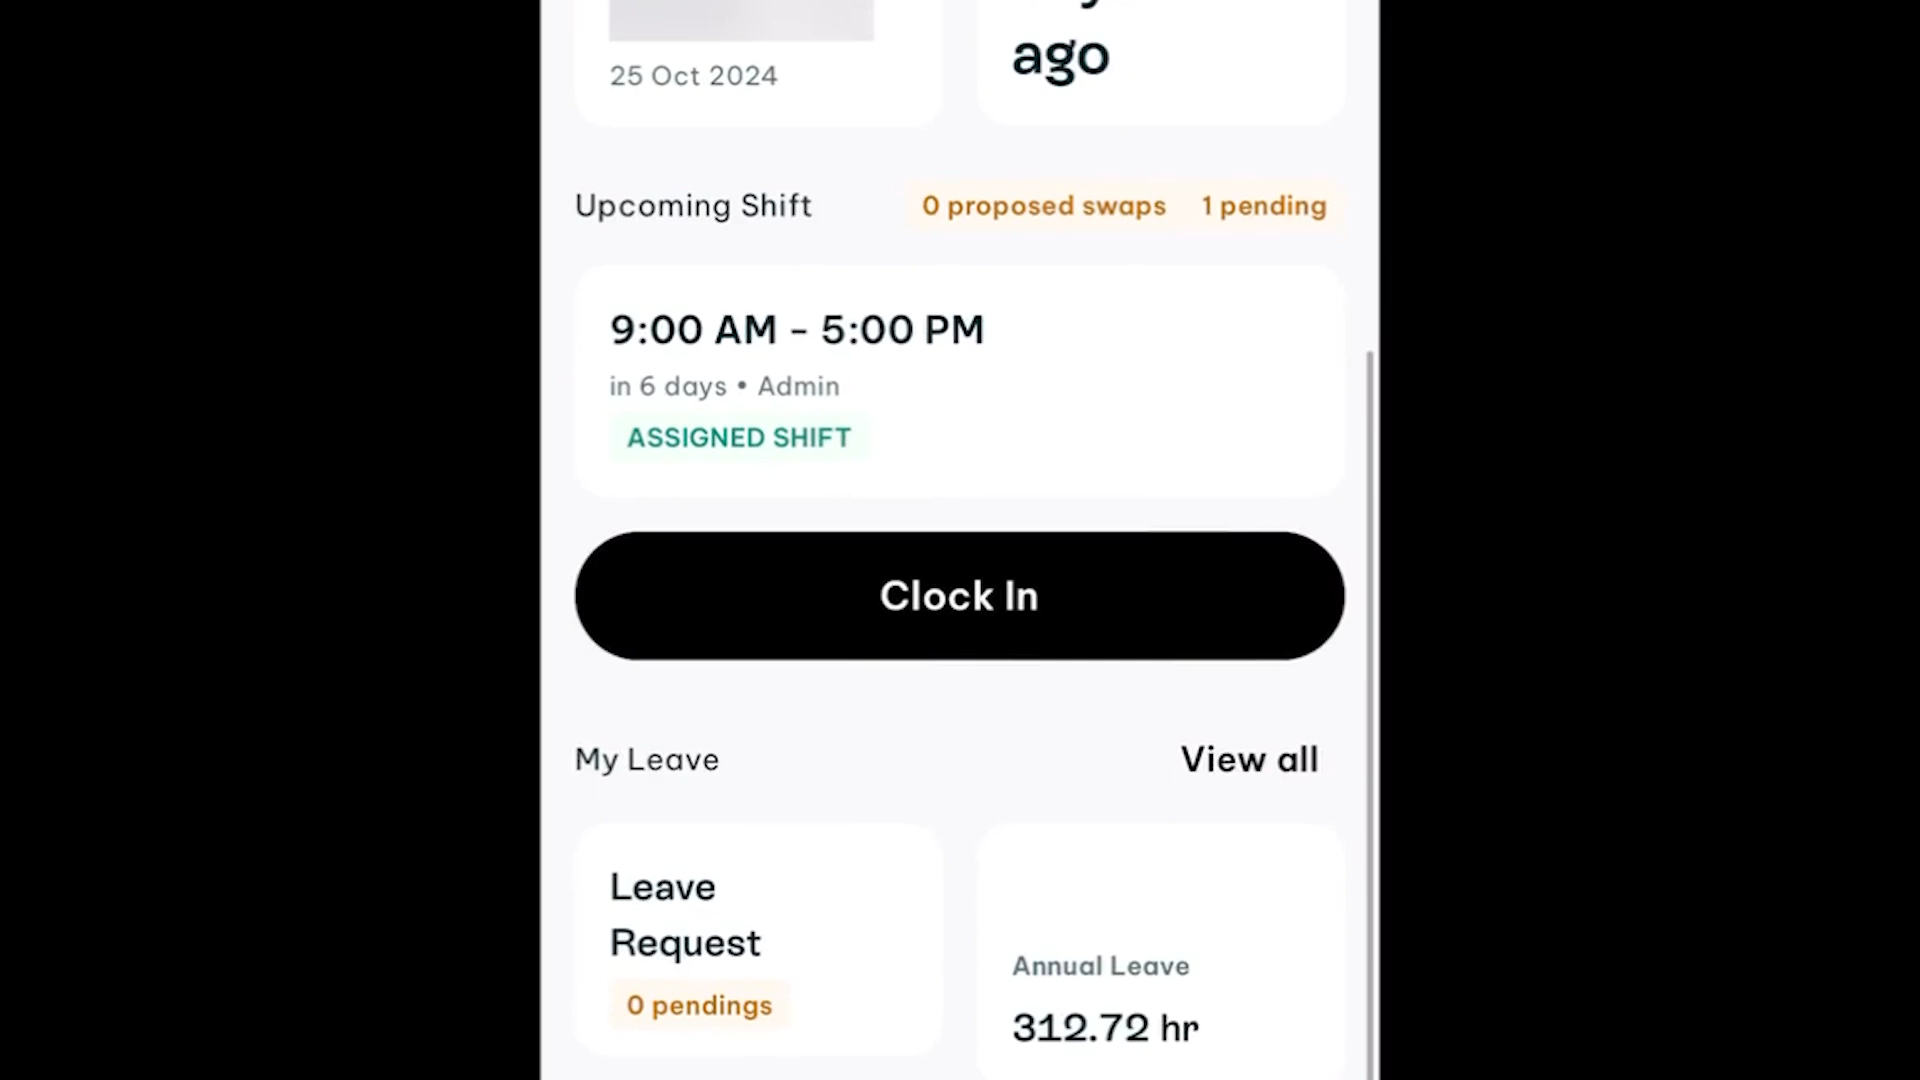 ago
25 Oct 2024
Upcoming Shift
0 proposed swaps 1 pending
9:00 AM - 5:00 PM
in 6 days • Admin
ASSIGNED SHIFT
Clock In
My Leave
View all
Leave
Request
0 pendings
Annual Leave
312.72 hr